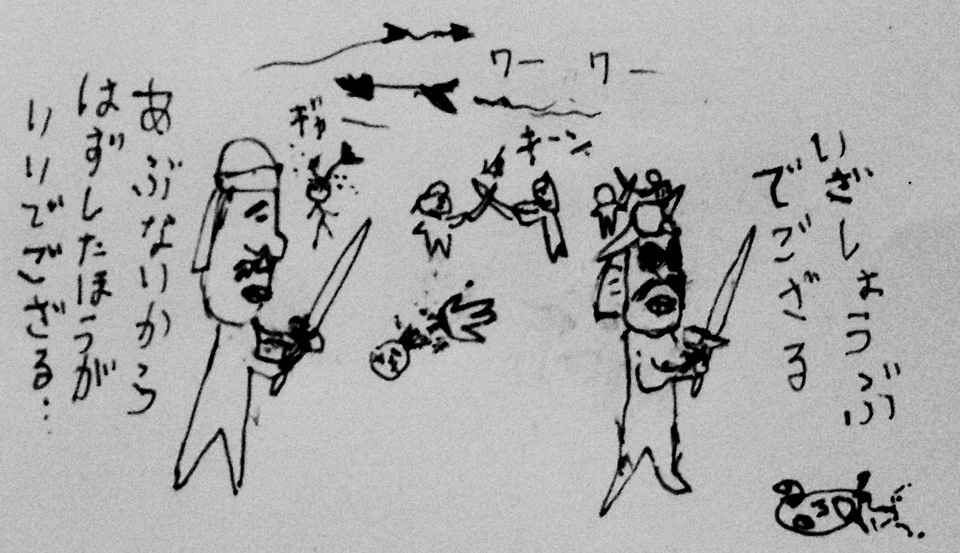 いざしょうぶ
でござる
ワー ワー
キーン
ギャー
あぶないから
はずしたほうが
いいでござる…